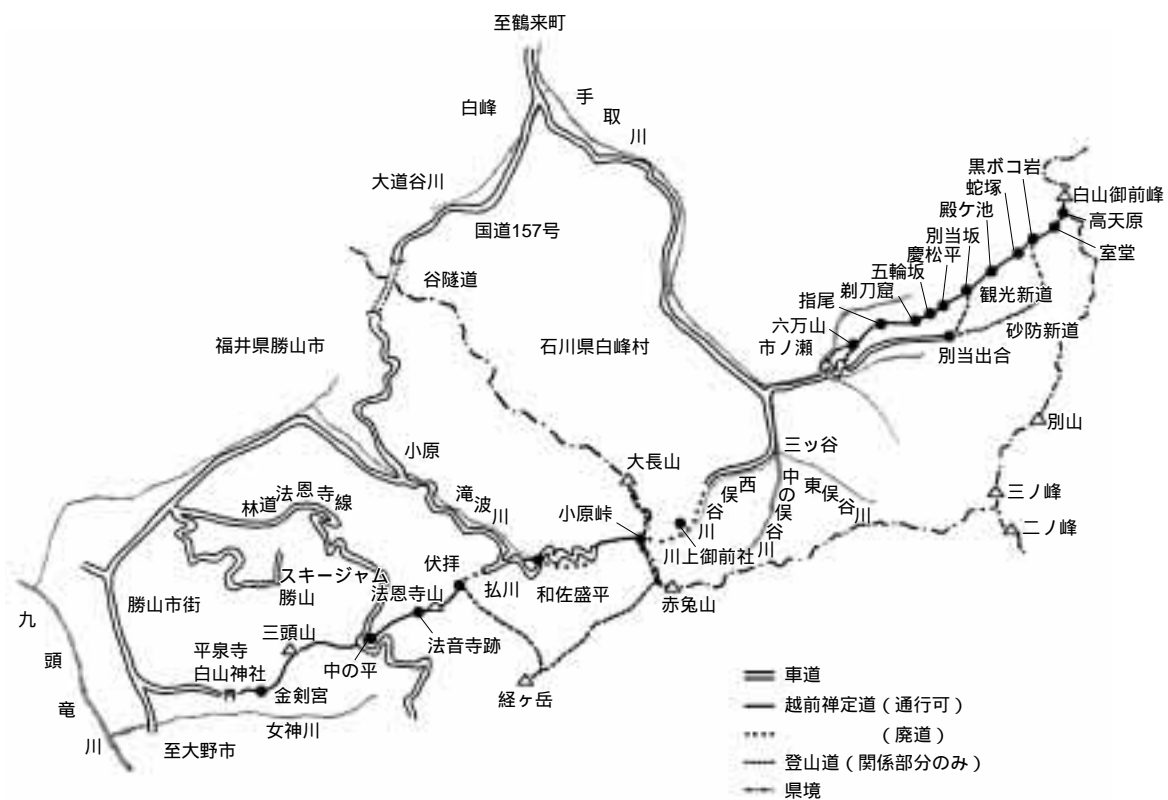 至鶴来町
白峰
手取川
大道谷川
国道157号
谷隧道
福井県勝山市
石川県白峰村
黒ボコ岩
蛇塚
殿ケ池
別当坂
慶松平
五輪坂
剃刀窟
指尾
六万山
市ノ瀬
白山御前峰
高天原
室堂
観光新道
砂防新道
別当出合
別山
三ノ峰
二ノ峰
三ッ谷
小原
大長山
滝波川
小原峠
西俣谷川
中の俣谷川
東俣谷川
川上御前社
赤兎山
林道法恩寺線
スキージャム
勝山
伏拝
払川
和佐盛平
法恩寺山
法音寺跡
勝山市街
三頭山
中の平
平泉寺
白山神社
金剣宮
経ヶ岳
九頭竜川
女神川
至大野市
車道
越前禅定道（通行可）
（廃道）
登山道（関係部分のみ）
県境